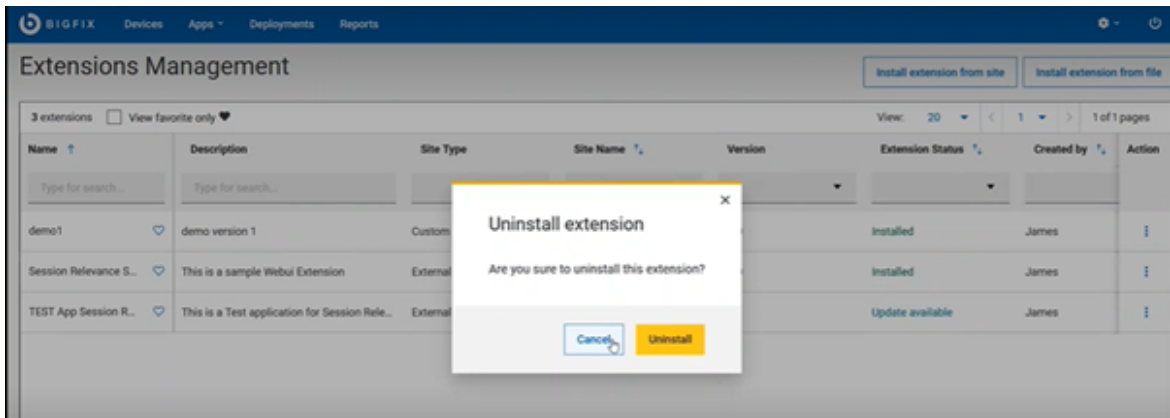 BIGFIX Devices Apps Deployments Reports
Extensions Management
Install extension from site Install extension from file
3 extensions View favorite only View: 20 1 1 of 1 pages
Name Description Site Type Site Name Version Extension Status Created by Action
Type for search... Type for search...
demo1 demo version 1 Custom Installed James
Session Relevance S... This is a sample Webui Extension External Installed James
TEST App Session R... This is a Test application for Session Rele... External Update available James
Uninstall extension
Are you sure to uninstall this extension?
Cancel Uninstall